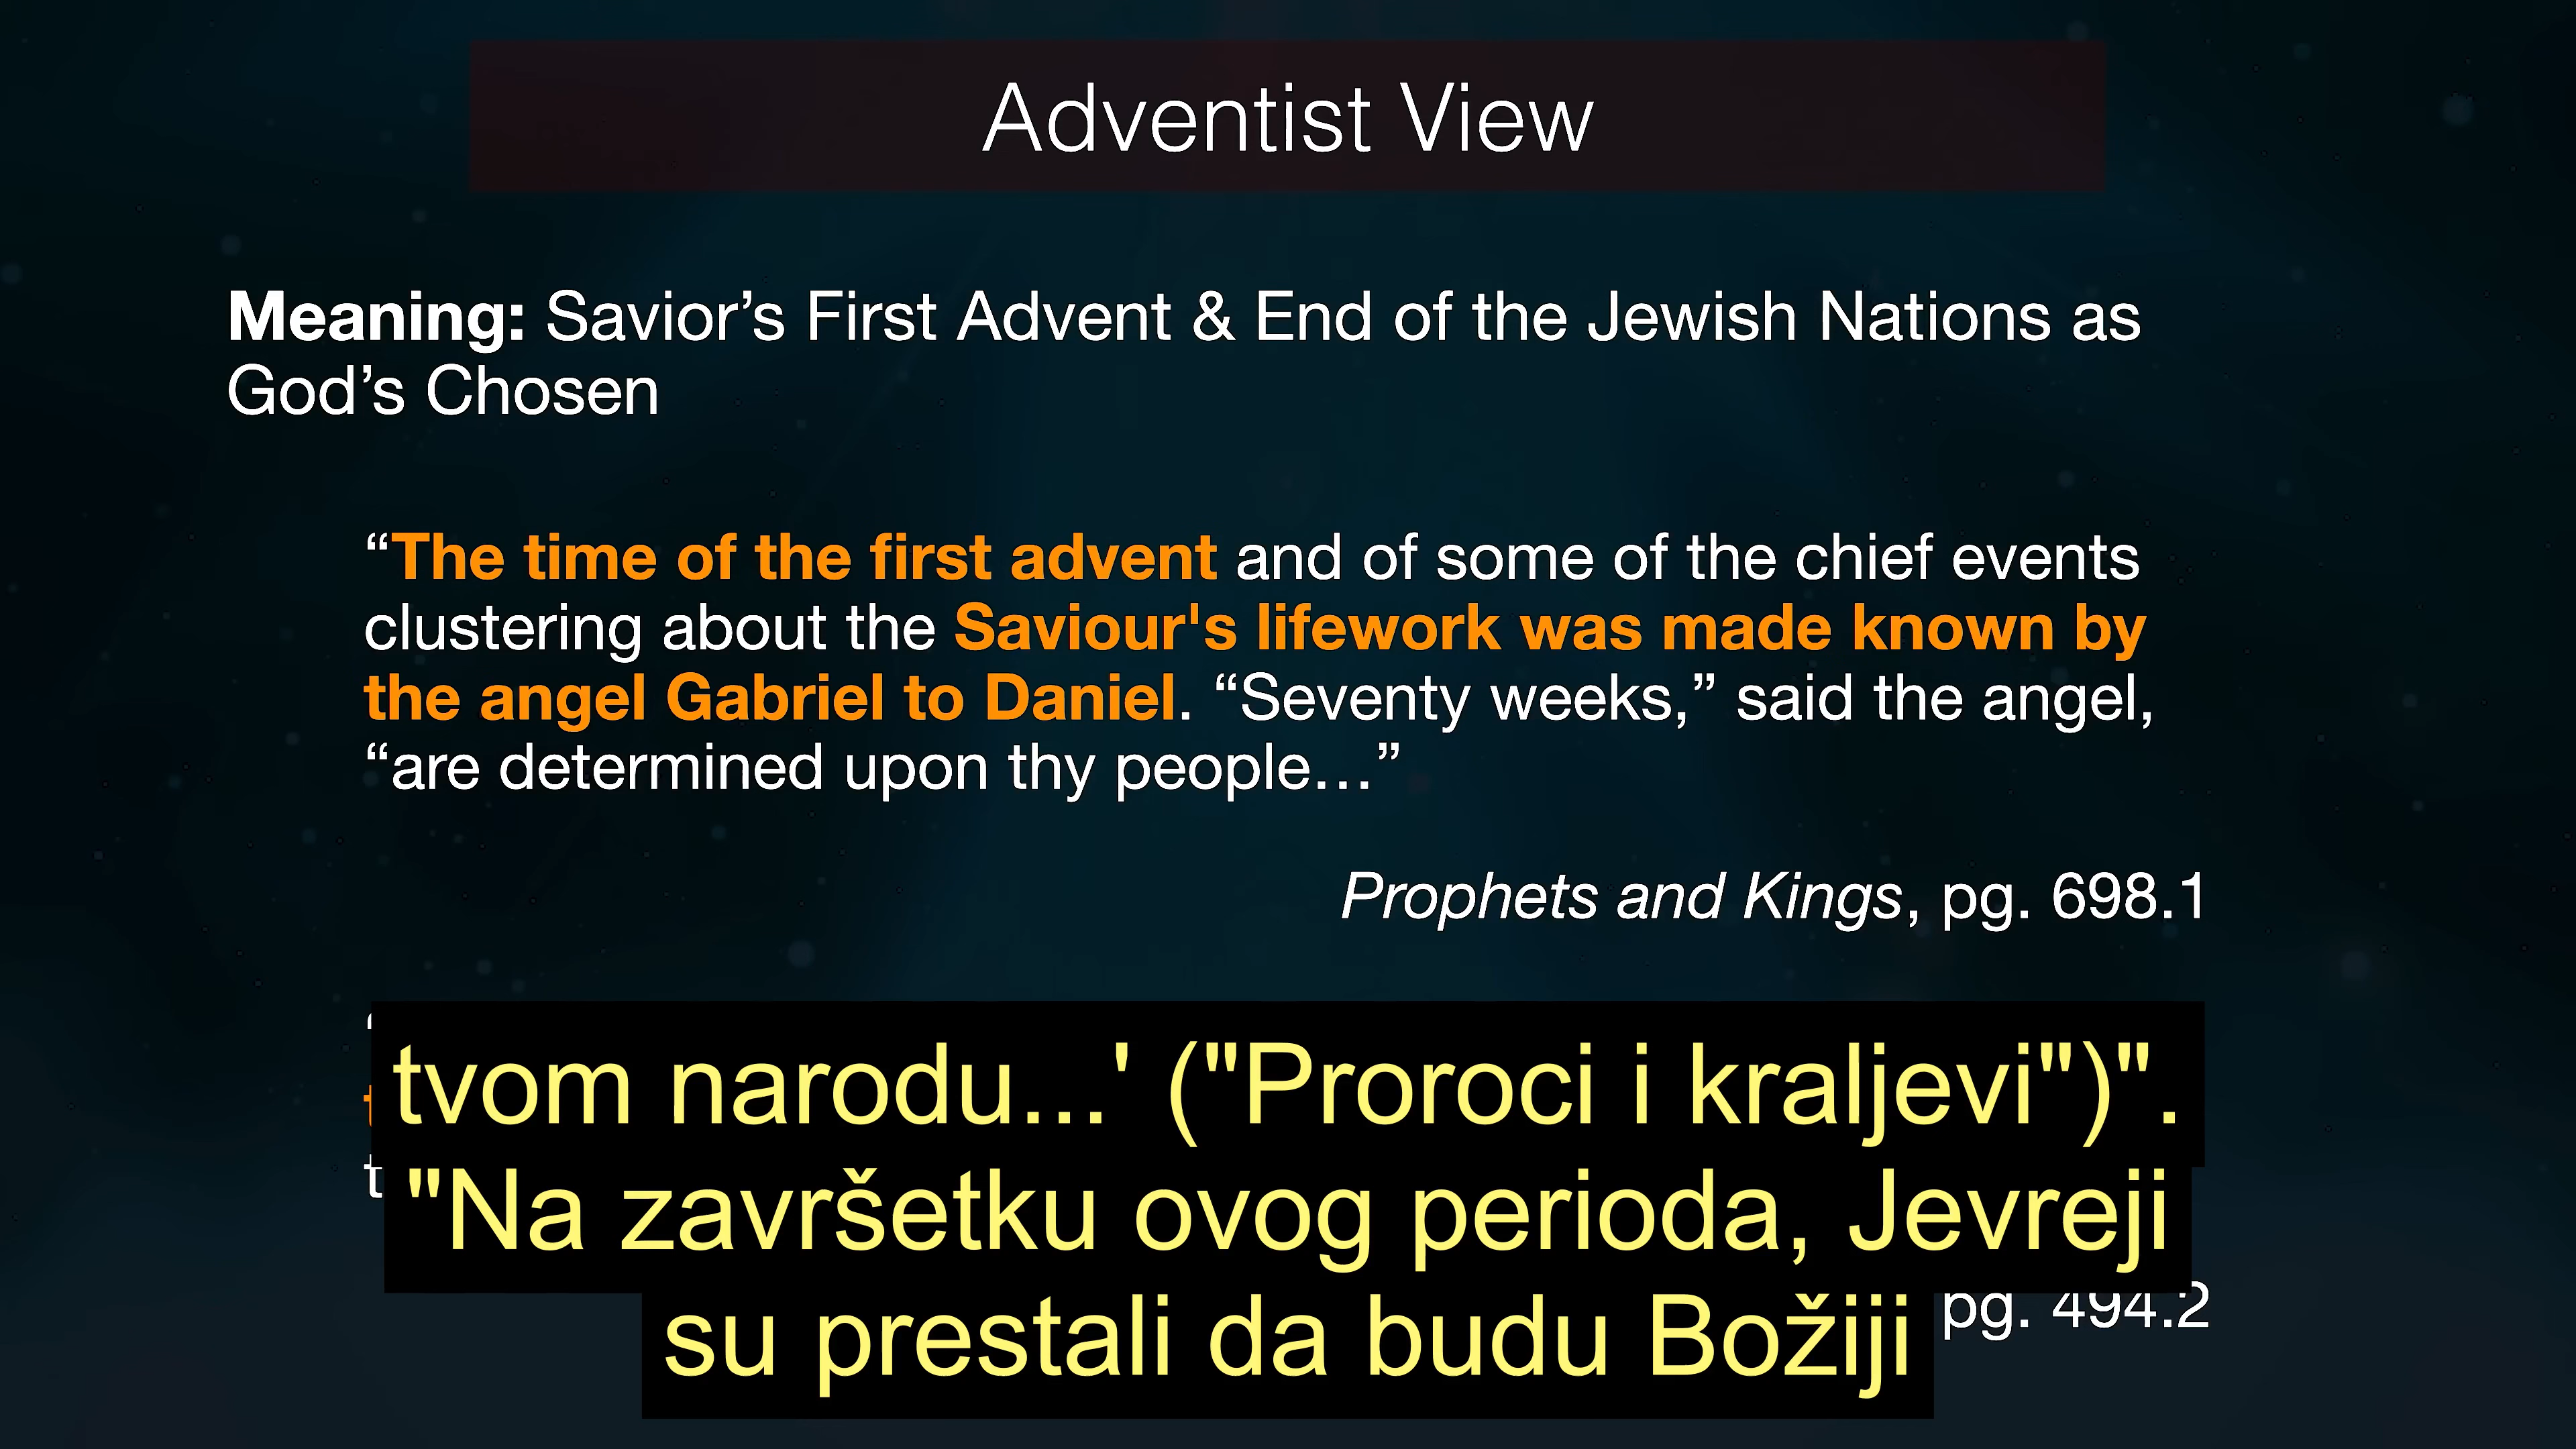 Adventist View
Meaning: Savior’s First Advent & End of the Jewish Nations as
God’s Chosen
“The time of the first advent and of some of the chief events
clustering about the Saviour's lifework was made known by
the angel Gabriel to Daniel. “Seventy weeks,” said the angel,
“are determined upon thy people…”
Prophets and Kings, pg. 698.1
tvom narodu...' ("Proroci i kraljevi")".
"Na završetku ovog perioda, Jevreji
su prestali da budu Božiji
pg. 494.2